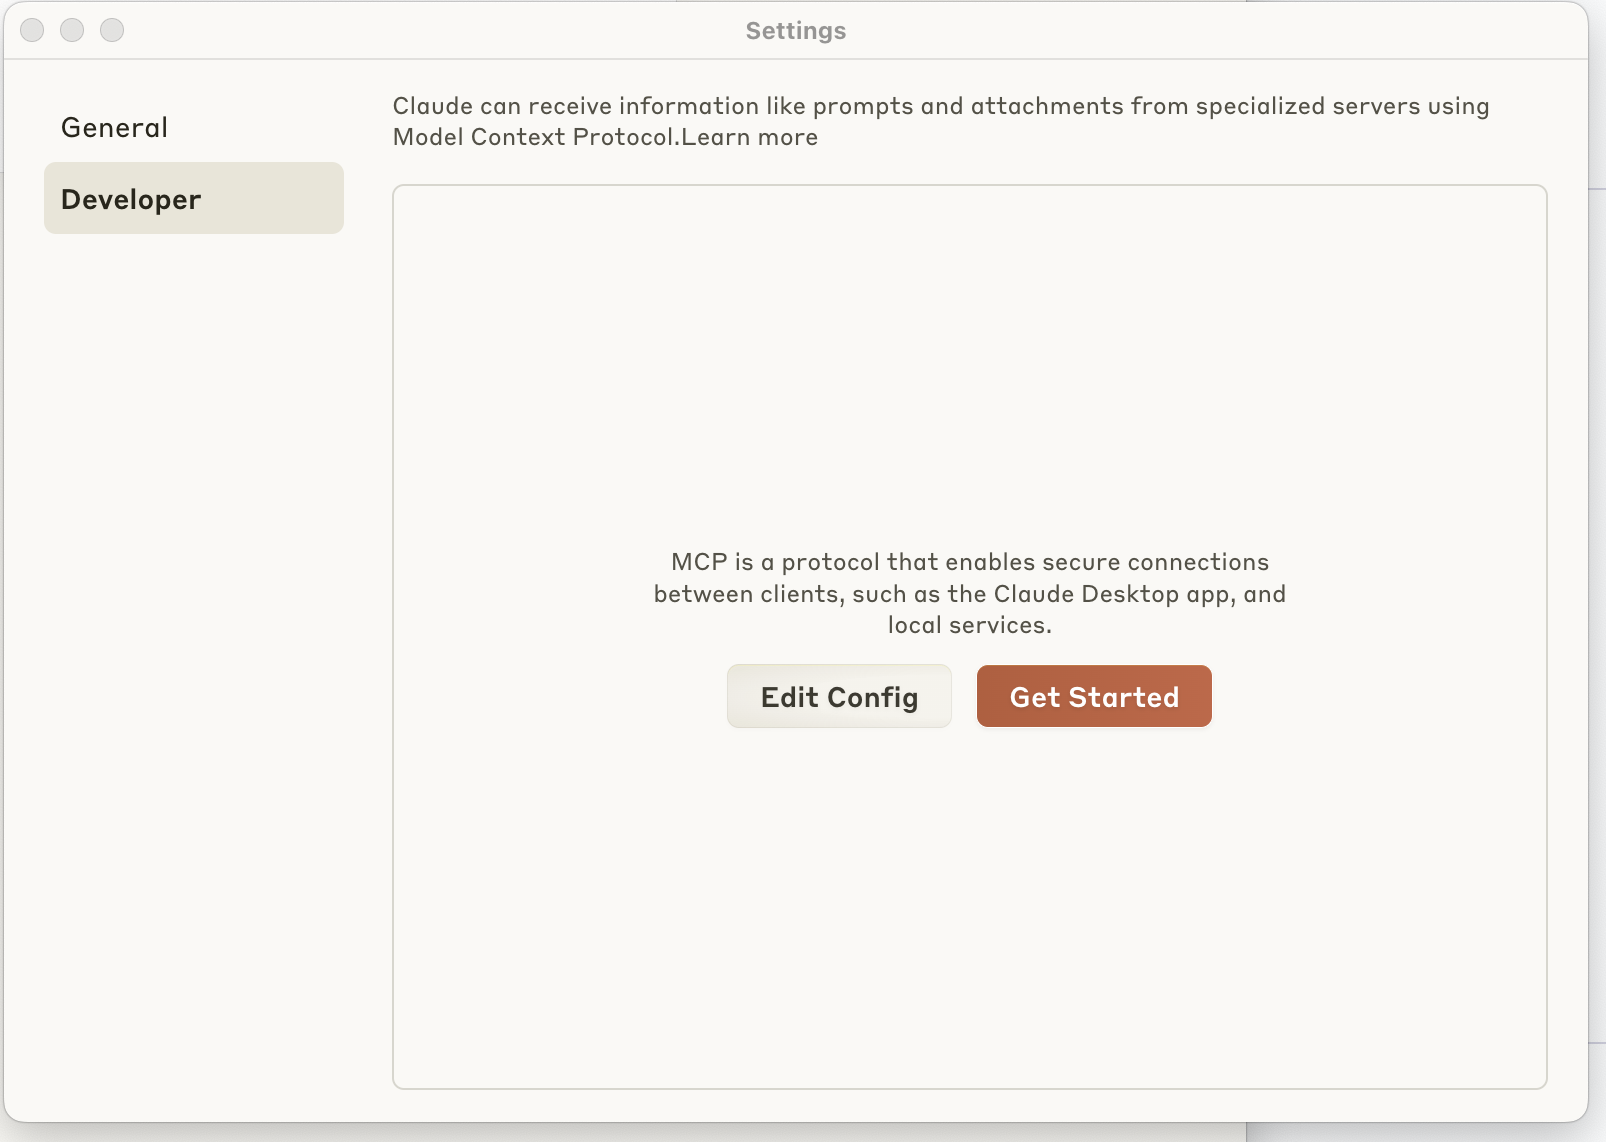 Settings
General
Developer
Claude can receive information like prompts and attachments from specialized servers using
Model Context Protocol.Learn more
MCP is a protocol that enables secure connections
between clients, such as the Claude Desktop app, and
local services.
Edit Config
Get Started